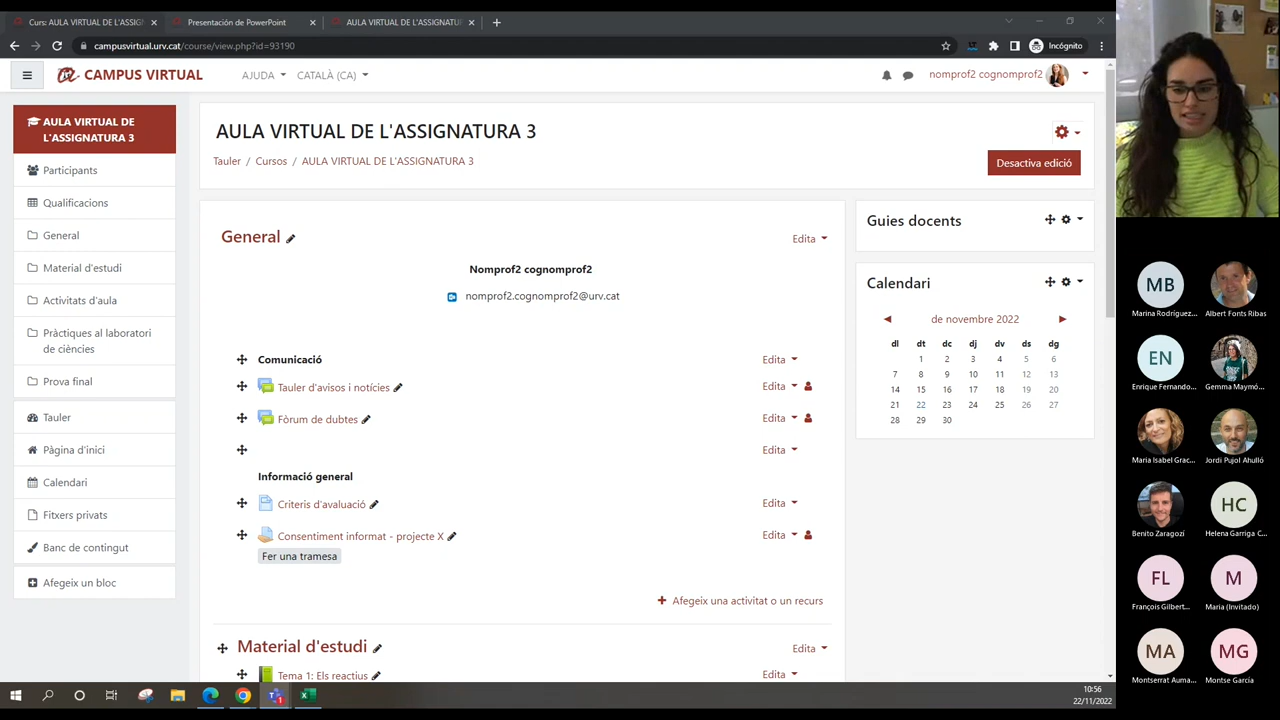 Curs: AULA VIRTUAL DE L'ASSIGN
Presentación de PowerPoint
AULA VIRTUAL DE L'ASSIGNATURA
campusvirtual.urv.cat/course/view.php?id=93190
Incógnito
CAMPUS VIRTUAL
AJUDA
CATALÀ (CA)
nomprof2 cognomprof2
AULA VIRTUAL DE
L'ASSIGNATURA 3
Participants
Qualificacions
General
Material d'estudi
Activitats d'aula
Pràctiques al laboratori
de ciències
Prova final
Tauler
Pàgina d'inici
Calendari
Fitxers privats
Banc de contingut
Afegeix un bloc
AULA VIRTUAL DE L'ASSIGNATURA 3
Tauler / Cursos / AULA VIRTUAL DE L'ASSIGNATURA 3
Desactiva edició
General
Edita
Nomprof2 cognomprof2
nomprof2.cognomprof2@urv.cat
Comunicació
Edita
Tauler d'avisos i notícies
Edita
Fòrum de dubtes
Edita
Edita
Informació general
Criteris d'avaluació
Edita
Consentiment informat - projecte X
Edita
Fer una tramesa
Afegeix una activitat o un recurs
Material d'estudi
Edita
Tema 1: Els reactius
Edita
Guies docents
Calendari
de novembre 2022
dl dt dc dj dv ds dg
1 2 3 4 5 6
7 8 9 10 11 12 13
14 15 16 17 18 19 20
21 22 23 24 25 26 27
28 29 30
MB
Marina Rodríguez...
Albert Fonts Ribas
EN
Enrique Fernando...
Gemma Maymó...
María Isabel Grac...
Jordi Pujol Ahulló
Benito Zaragozí
HC
Helena Garriga C...
FL
François Gilbert...
M
Maria (Invitado)
MA
Montserrat Auma...
MG
Montse García
10:56
22/11/2022